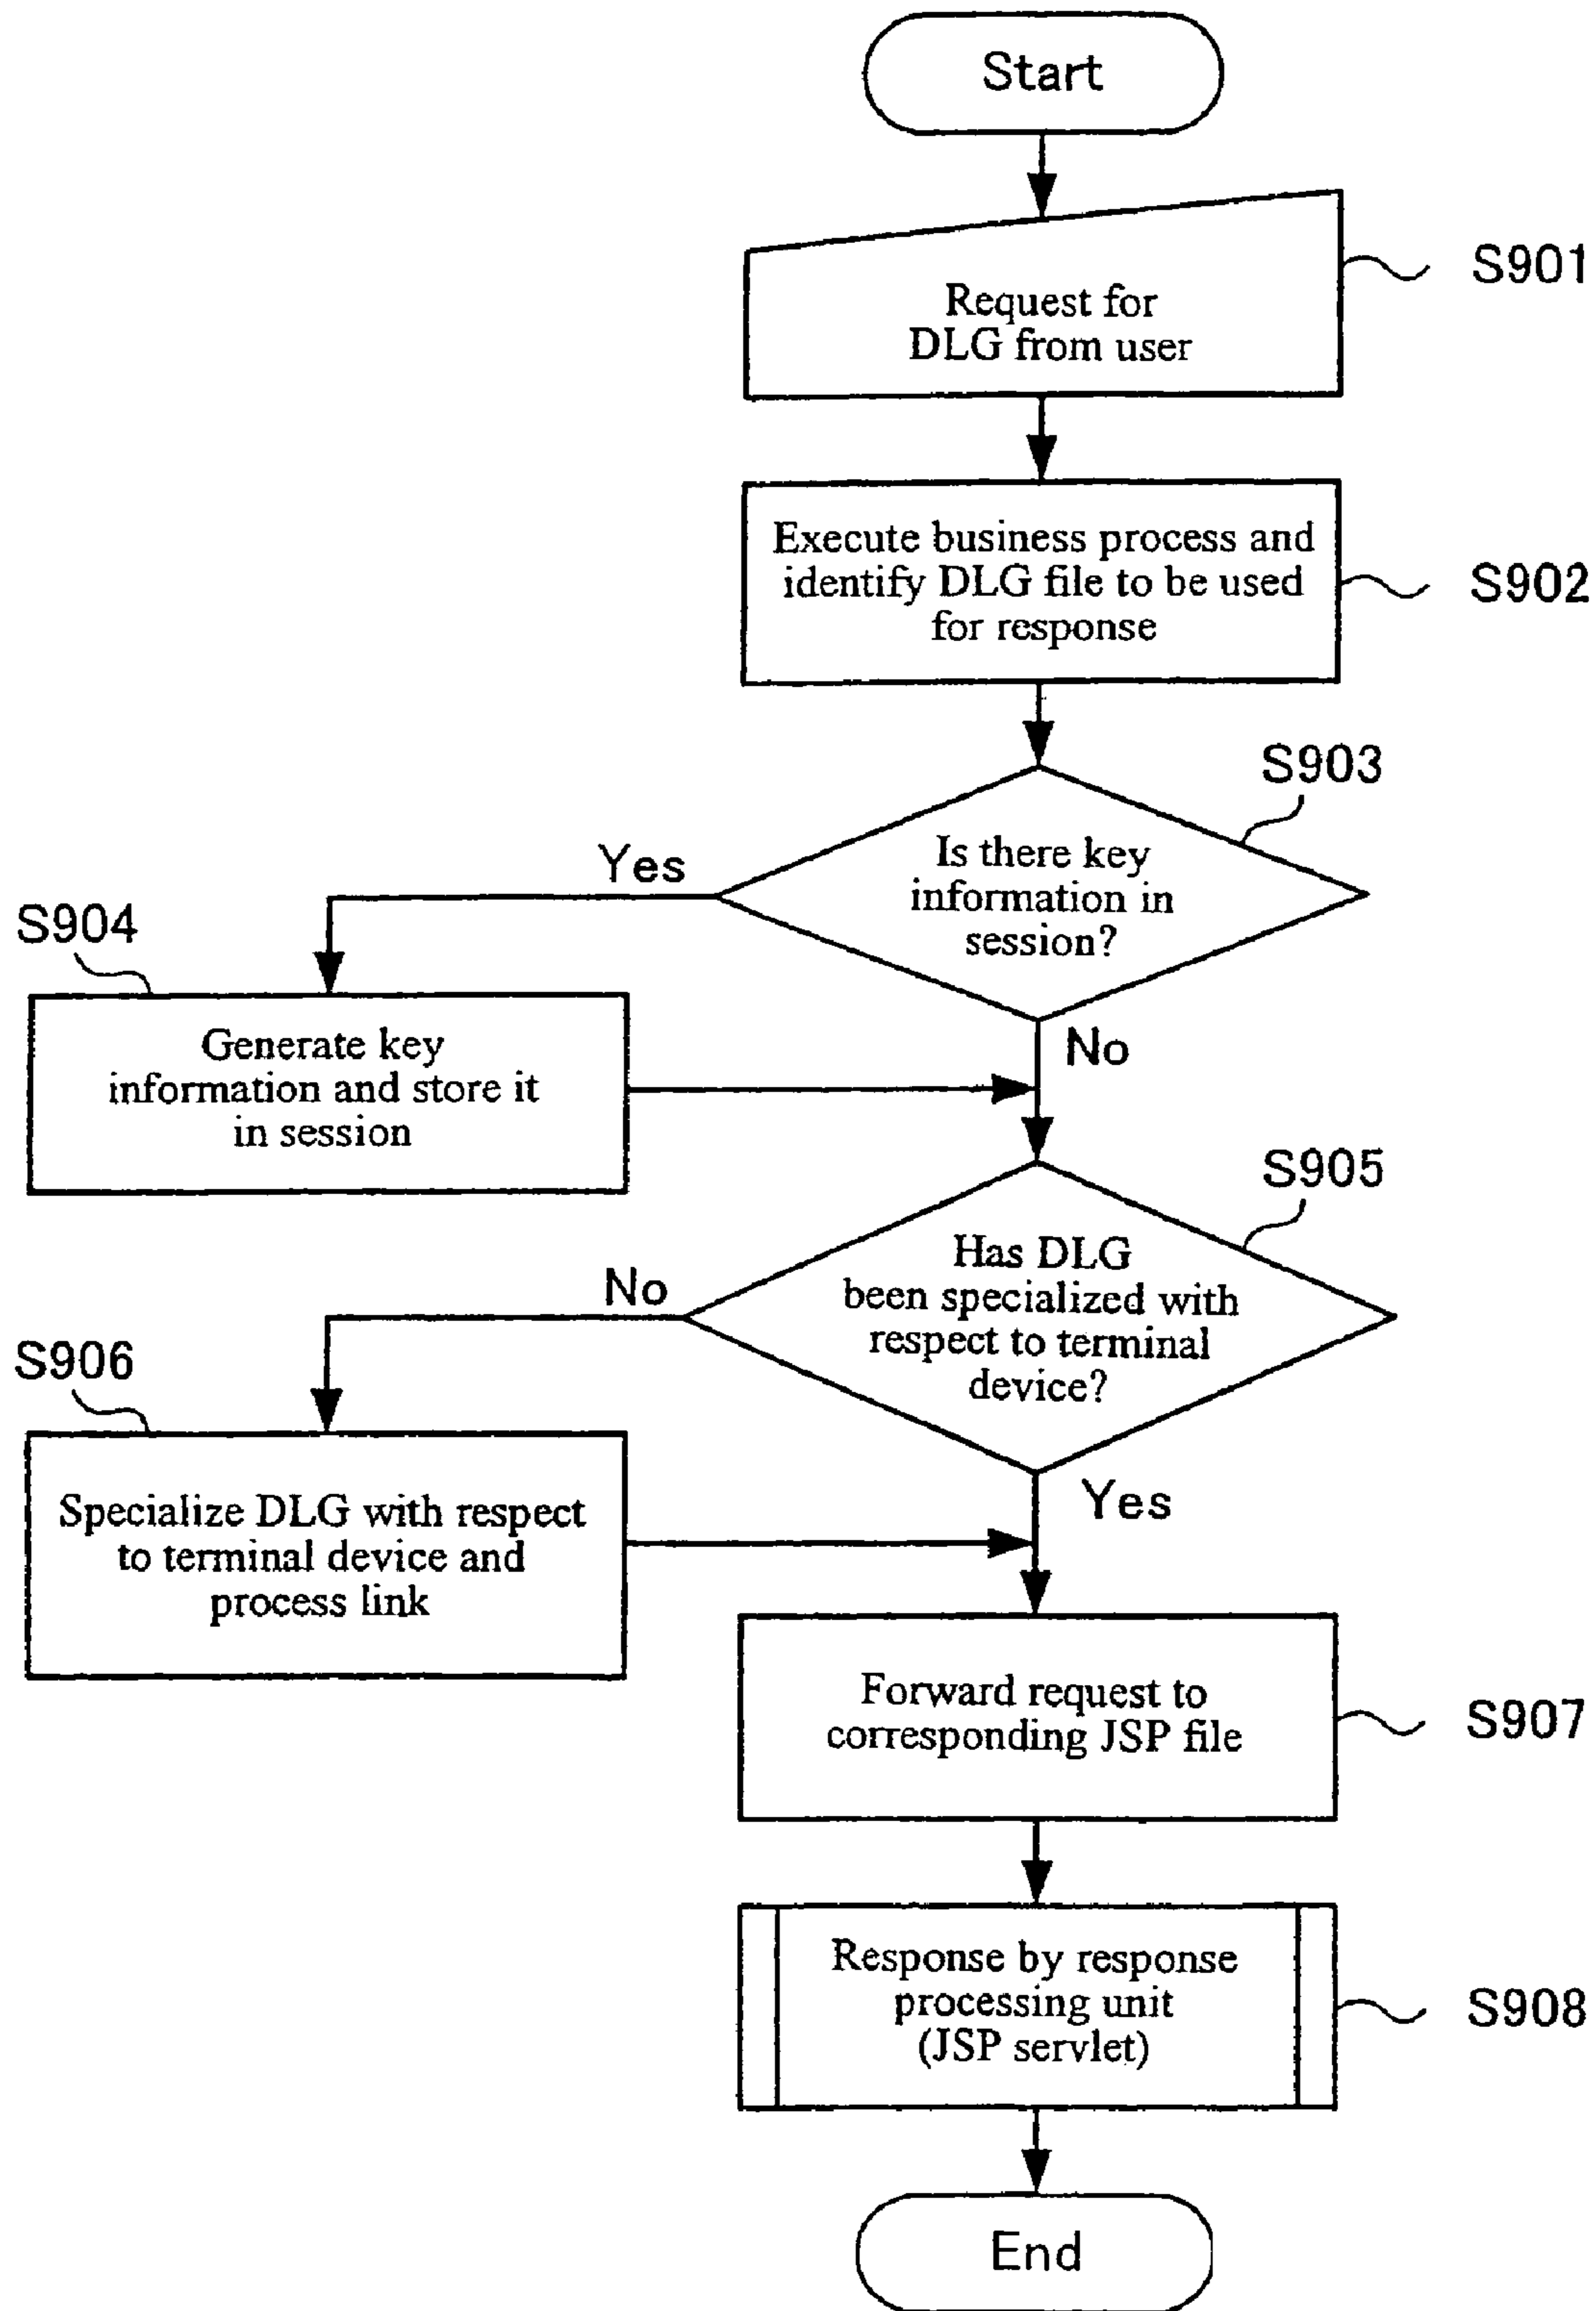 Start
Request for
DLG from user
S901
Execute business process and
identify DLG file to be used
for response
S902
S903
Is there key
information in
session?
Yes
No
S904
Generate key
information and store it
in session
S905
Has DLG
been specialized with
respect to terminal
device?
No
Yes
S906
Specialize DLG with respect
to terminal device and
process link
Forward request to
corresponding JSP file
S907
Response by response
processing unit
(JSP servlet)
S908
End